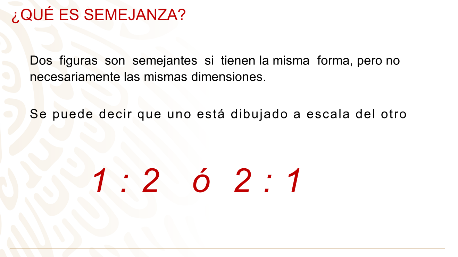 ¿QUÉ ES SEMEJANZA?
Dos figuras son semejantes si tienen la misma forma, pero no
necesariamente las mismas dimensiones.
Se puede decir que uno está dibujado a escala del otro
1 : 2 ó 2 : 1